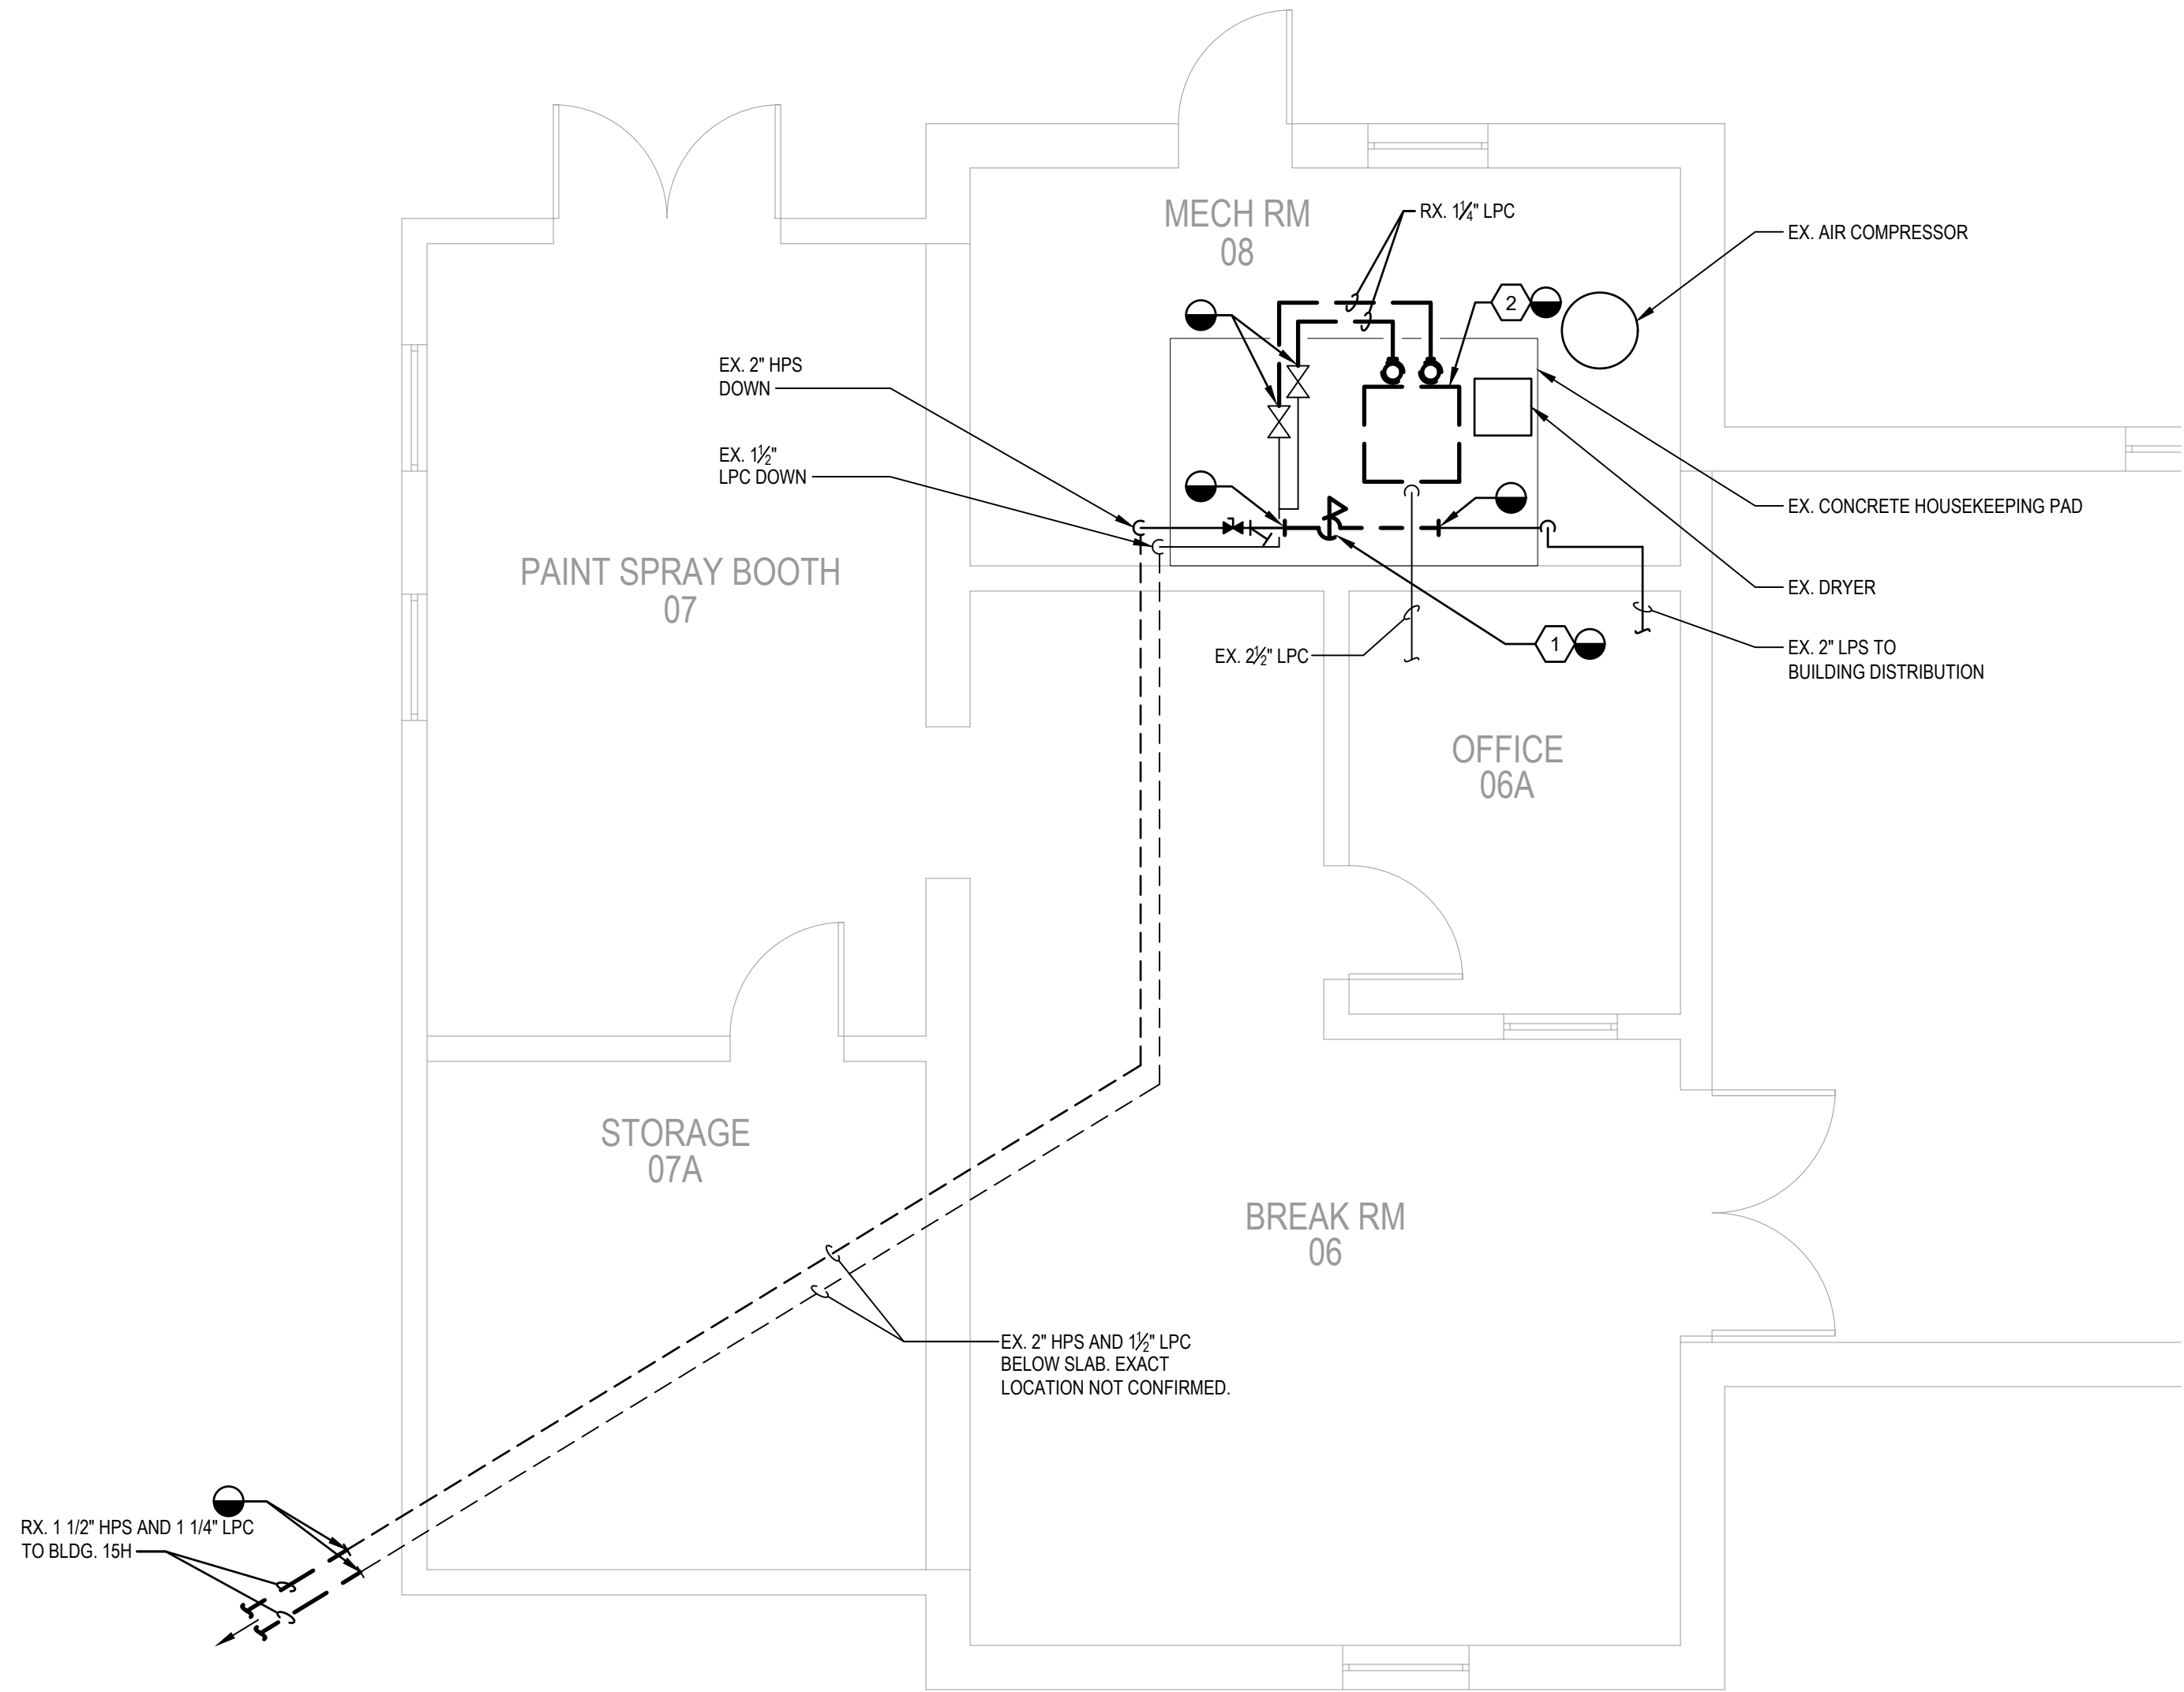 MECH RM
08
RX. 1¼" LPC
EX. AIR COMPRESSOR
2
EX. 2" HPS
DOWN
EX. 1½"
LPC DOWN
EX. CONCRETE HOUSEKEEPING PAD
PAINT SPRAY BOOTH
07
EX. DRYER
1
EX. 2½" LPC
EX. 2" LPS TO
BUILDING DISTRIBUTION
OFFICE
06A
STORAGE
07A
BREAK RM
06
EX. 2" HPS AND 1½" LPC
BELOW SLAB. EXACT
LOCATION NOT CONFIRMED.
RX. 1 1/2" HPS AND 1 1/4" LPC
TO BLDG. 15H